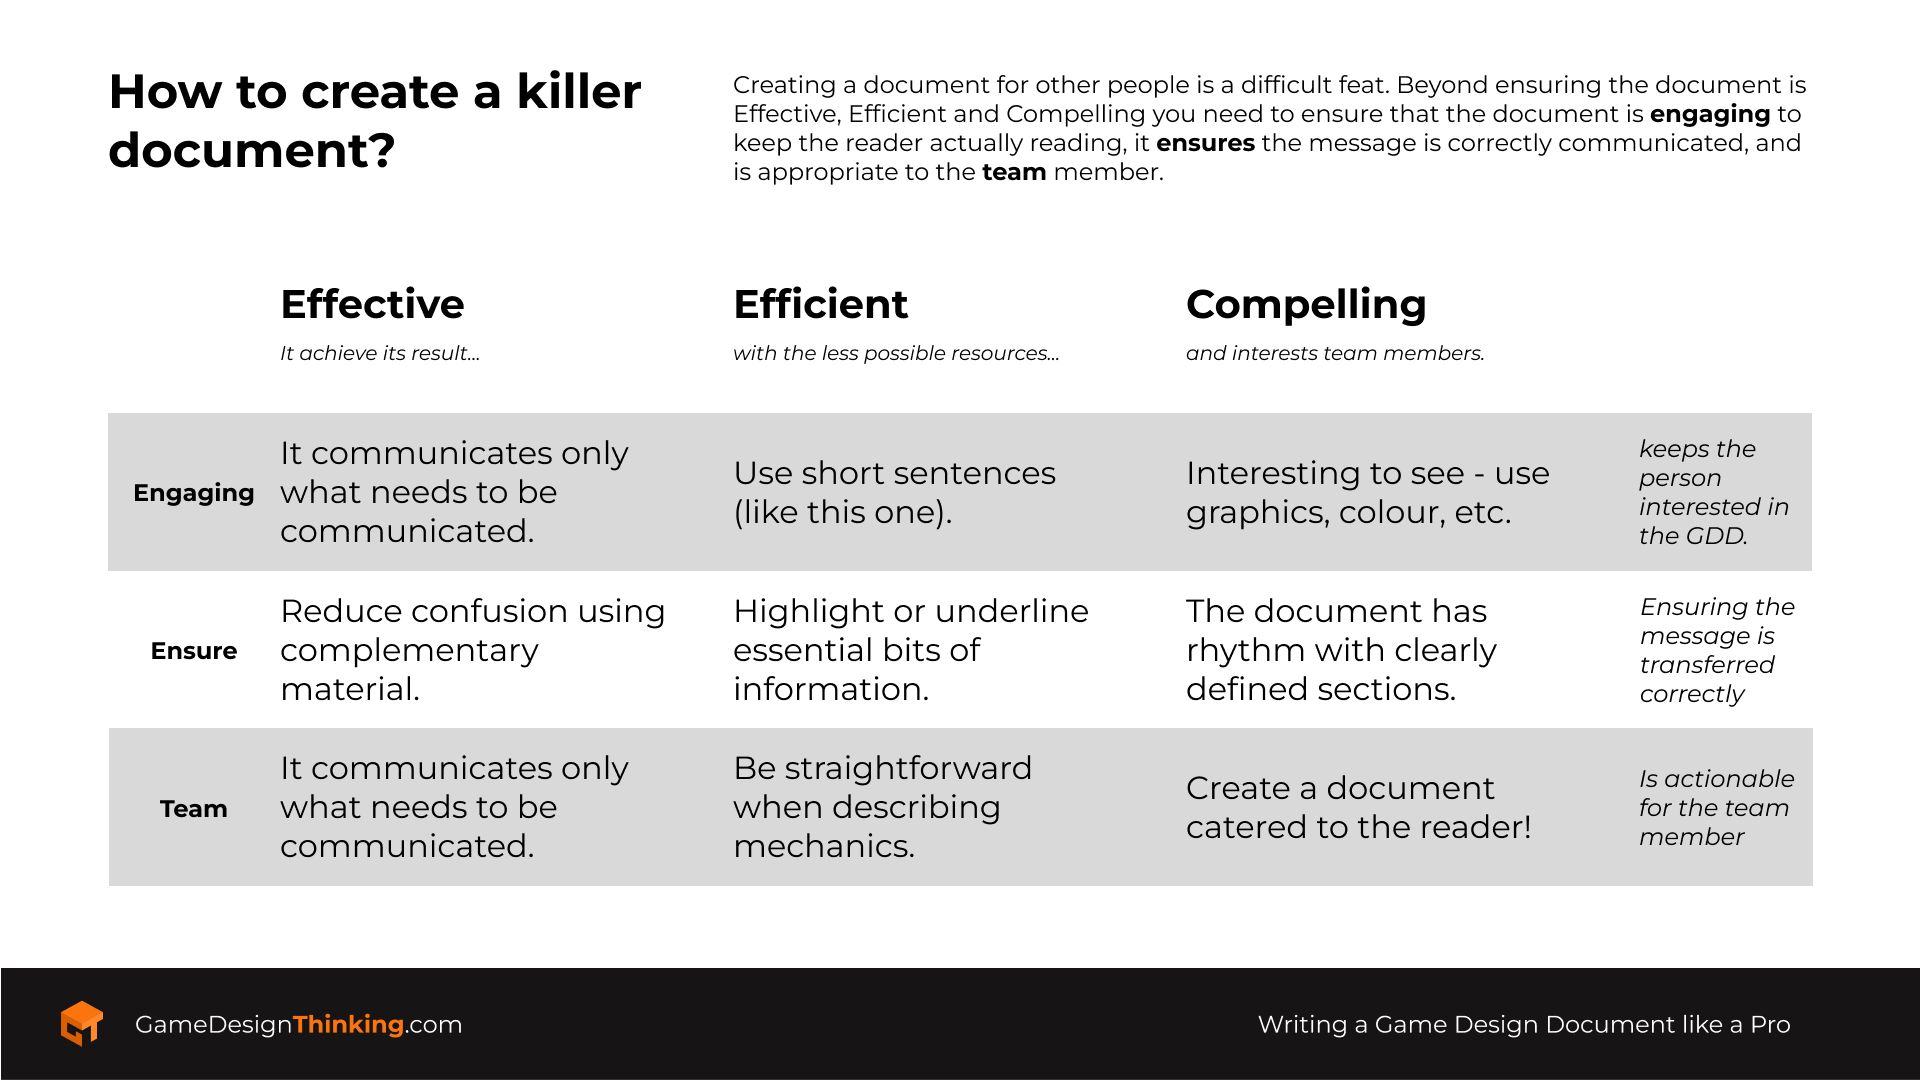 How to create a killer
document?
Creating a document for other people is a difficult feat. Beyond ensuring the document is
Effective, Efficient and Compelling you need to ensure that the document is engaging to
keep the reader actually reading, it ensures the message is correctly communicated, and
is appropriate to the team member.
Effective
It achieve its result...
Efficient
with the less possible resources...
Compelling
and interests team members.
Engaging
It communicates only
what needs to be
communicated.
Use short sentences
(like this one).
Interesting to see - use
graphics, colour, etc.
keeps the
person
interested in
the GDD.
Ensure
Reduce confusion using
complementary
material.
Highlight or underline
essential bits of
information.
The document has
rhythm with clearly
defined sections.
Ensuring the
message is
transferred
correctly
Team
It communicates only
what needs to be
communicated.
Be straightforward
when describing
mechanics.
Create a document
catered to the reader!
Is actionable
for the team
member
GameDesignThinking.com
Writing a Game Design Document like a Pro